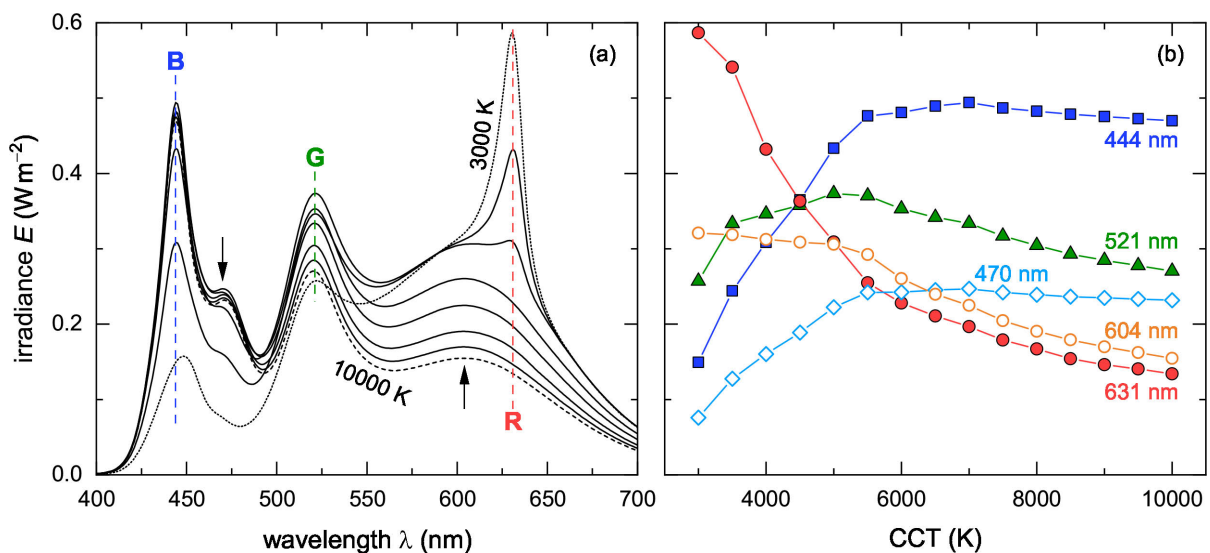 0.6
0.4
0.2
0.0
irradiance E (W m⁻²)
(a)
B
G
R
3000 K
10000 K
400 450 500 550 600 650 700
wavelength λ (nm)
(b)
444 nm
521 nm
470 nm
604 nm
631 nm
4000 6000 8000 10000
CCT (K)